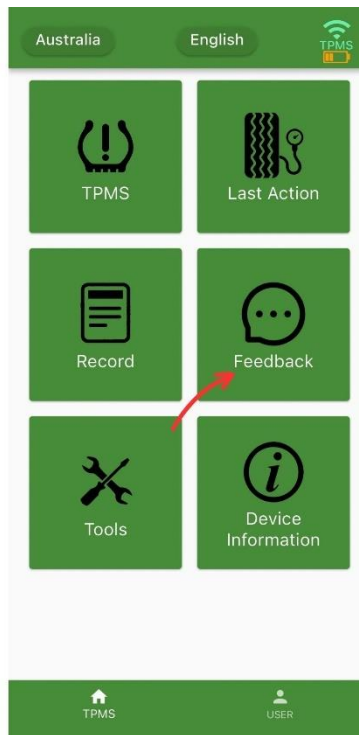 Australia
English
TPMS
TPMS
Last Action
Record
Feedback
Tools
Device
Information
TPMS
USER